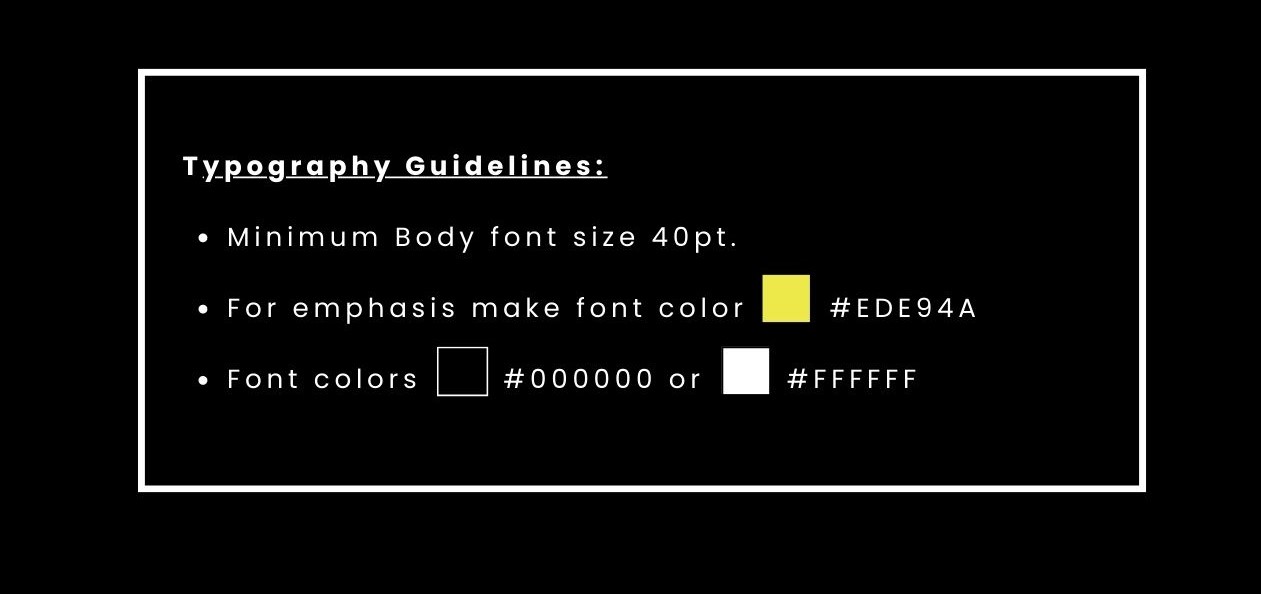 Typography Guidelines:
• Minimum Body font size 40pt.
• For emphasis make font color #EDE94A
• Font colors #000000 or #FFFFFF